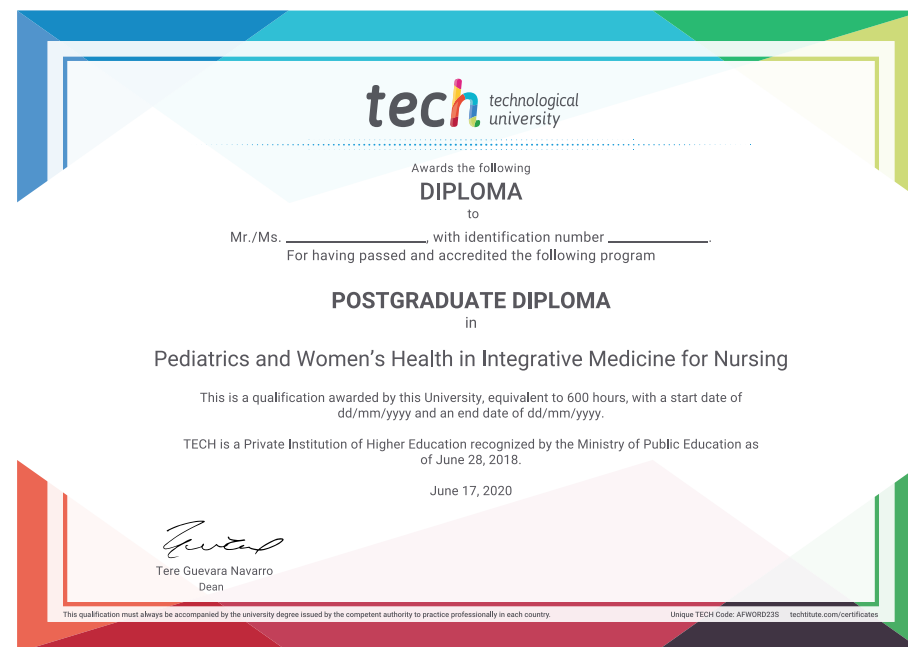 tech technological
university
Awards the following
DIPLOMA
to
Mr./Ms. ____________________, with identification number ______________.
For having passed and accredited the following program
POSTGRADUATE DIPLOMA
in
Pediatrics and Women's Health in Integrative Medicine for Nursing
This is a qualification awarded by this University, equivalent to 600 hours, with a start date of
dd/mm/yyyy and an end date of dd/mm/yyyy.
TECH is a Private Institution of Higher Education recognized by the Ministry of Public Education as
of June 28, 2018.
June 17, 2020
Tere Guevara Navarro
Dean
This qualification must always be accompanied by the university degree issued by the competent authority to practice professionally in each country. Unique TECH Code: AFWORD23S techtitute.com/certificates